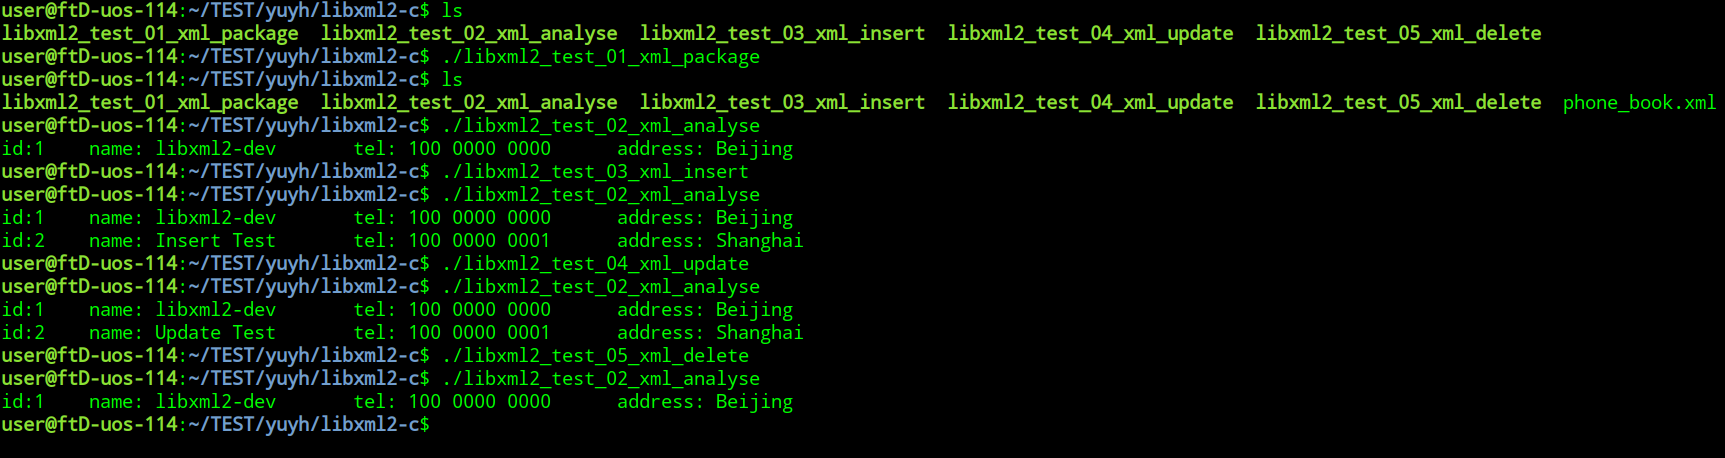 user@ftD-uos-114:~/TEST/yuyh/libxml2-c$ ls
libxml2_test_01_xml_package  libxml2_test_02_xml_analyse  libxml2_test_03_xml_insert  libxml2_test_04_xml_update  libxml2_test_05_xml_delete
user@ftD-uos-114:~/TEST/yuyh/libxml2-c$ ./libxml2_test_01_xml_package
user@ftD-uos-114:~/TEST/yuyh/libxml2-c$ ls
libxml2_test_01_xml_package  libxml2_test_02_xml_analyse  libxml2_test_03_xml_insert  libxml2_test_04_xml_update  libxml2_test_05_xml_delete  phone_book.xml
user@ftD-uos-114:~/TEST/yuyh/libxml2-c$ ./libxml2_test_02_xml_analyse
id:1    name: libxml2-dev       tel: 100 0000 0000      address: Beijing
user@ftD-uos-114:~/TEST/yuyh/libxml2-c$ ./libxml2_test_03_xml_insert
user@ftD-uos-114:~/TEST/yuyh/libxml2-c$ ./libxml2_test_02_xml_analyse
id:1    name: libxml2-dev       tel: 100 0000 0000      address: Beijing
id:2    name: Insert Test       tel: 100 0000 0001      address: Shanghai
user@ftD-uos-114:~/TEST/yuyh/libxml2-c$ ./libxml2_test_04_xml_update
user@ftD-uos-114:~/TEST/yuyh/libxml2-c$ ./libxml2_test_02_xml_analyse
id:1    name: libxml2-dev       tel: 100 0000 0000      address: Beijing
id:2    name: Update Test       tel: 100 0000 0001      address: Shanghai
user@ftD-uos-114:~/TEST/yuyh/libxml2-c$ ./libxml2_test_05_xml_delete
user@ftD-uos-114:~/TEST/yuyh/libxml2-c$ ./libxml2_test_02_xml_analyse
id:1    name: libxml2-dev       tel: 100 0000 0000      address: Beijing
user@ftD-uos-114:~/TEST/yuyh/libxml2-c$